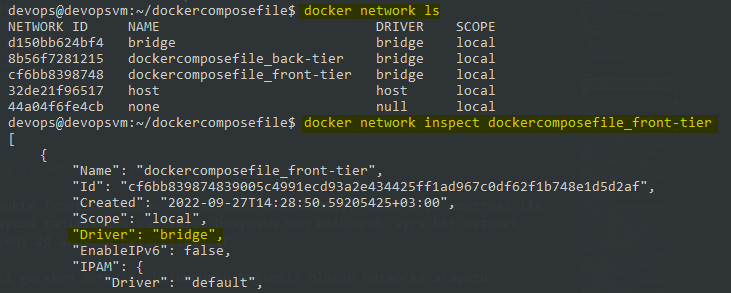 devops@devopsvm:~/dockercomposefile$ docker network ls
NETWORK ID     NAME                           DRIVER    SCOPE
d150bb624bf4   bridge                         bridge    local
8b56f7281215   dockercomposefile_back-tier    bridge    local
cf6bb8398748   dockercomposefile_front-tier   bridge    local
32de21f96517   host                           host      local
44a04f6fe4cb   none                           null      local
devops@devopsvm:~/dockercomposefile$ docker network inspect dockercomposefile_front-tier
[
    {
        "Name": "dockercomposefile_front-tier",
        "Id": "cf6bb839874839005c4991ecd93a2e434425ff1ad967c0df62f1b748e1d5d2af",
        "Created": "2022-09-27T14:28:50.59205425+03:00",
        "Scope": "local",
        "Driver": "bridge",
        "EnableIPv6": false,
        "IPAM": {
            "Driver": "default",